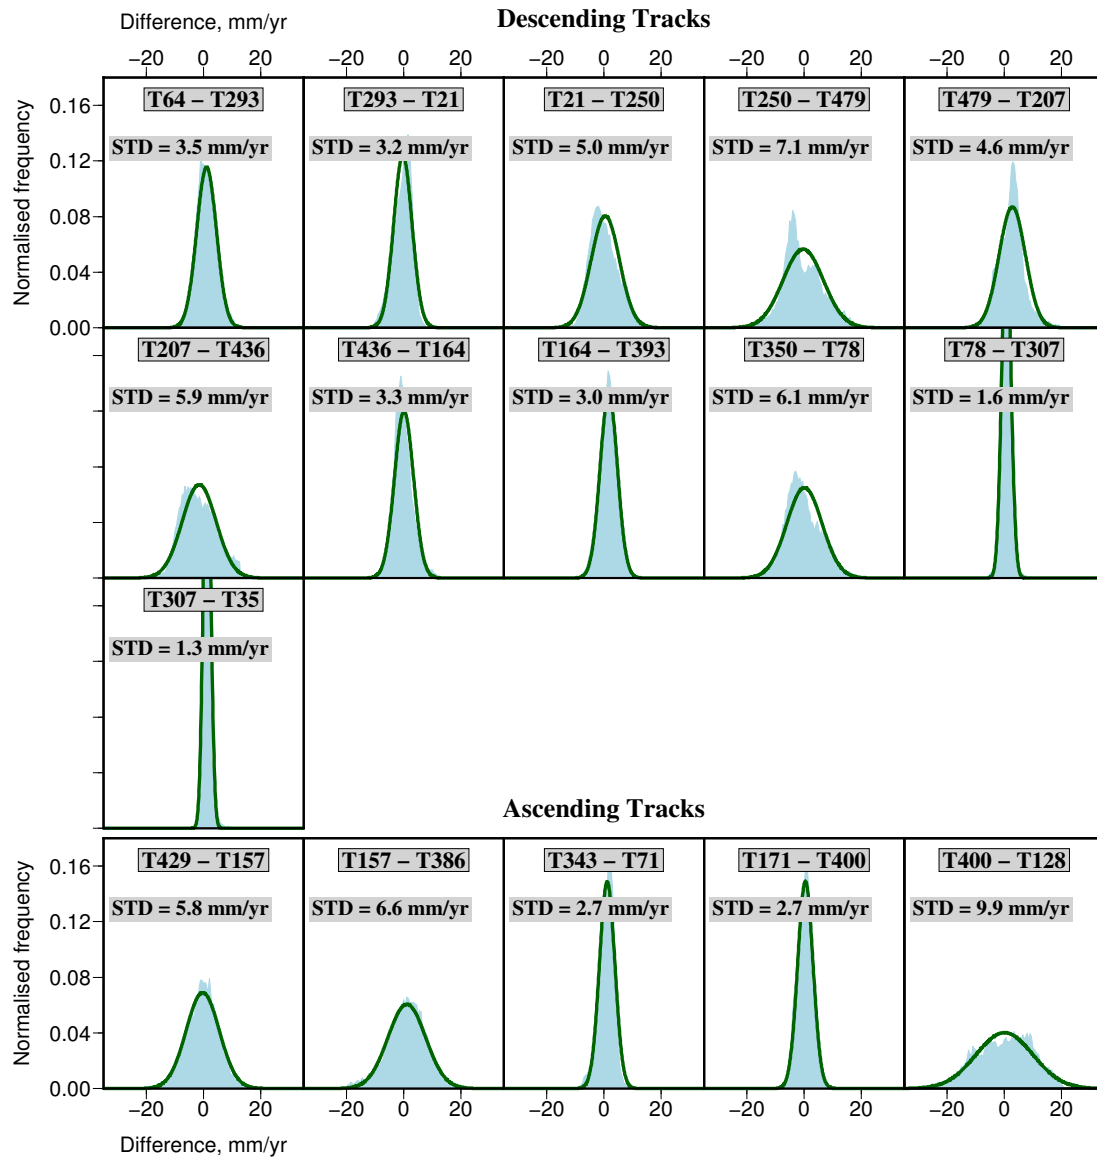 Difference, mm/yr
Descending Tracks
−20 0 20 −20 0 20 −20 0 20 −20 0 20 −20 0 20
Normalised frequency
0.16
0.12
0.08
0.04
0.00
T64 − T293
STD = 3.5 mm/yr
T293 − T21
STD = 3.2 mm/yr
T21 − T250
STD = 5.0 mm/yr
T250 − T479
STD = 7.1 mm/yr
T479 − T207
STD = 4.6 mm/yr
T207 − T436
STD = 5.9 mm/yr
T436 − T164
STD = 3.3 mm/yr
T164 − T393
STD = 3.0 mm/yr
T350 − T78
STD = 6.1 mm/yr
T78 − T307
STD = 1.6 mm/yr
T307 − T35
STD = 1.3 mm/yr
Ascending Tracks
Normalised frequency
0.16
0.12
0.08
0.04
0.00
T429 − T157
STD = 5.8 mm/yr
T157 − T386
STD = 6.6 mm/yr
T343 − T71
STD = 2.7 mm/yr
T171 − T400
STD = 2.7 mm/yr
T400 − T128
STD = 9.9 mm/yr
−20 0 20 −20 0 20 −20 0 20 −20 0 20 −20 0 20
Difference, mm/yr